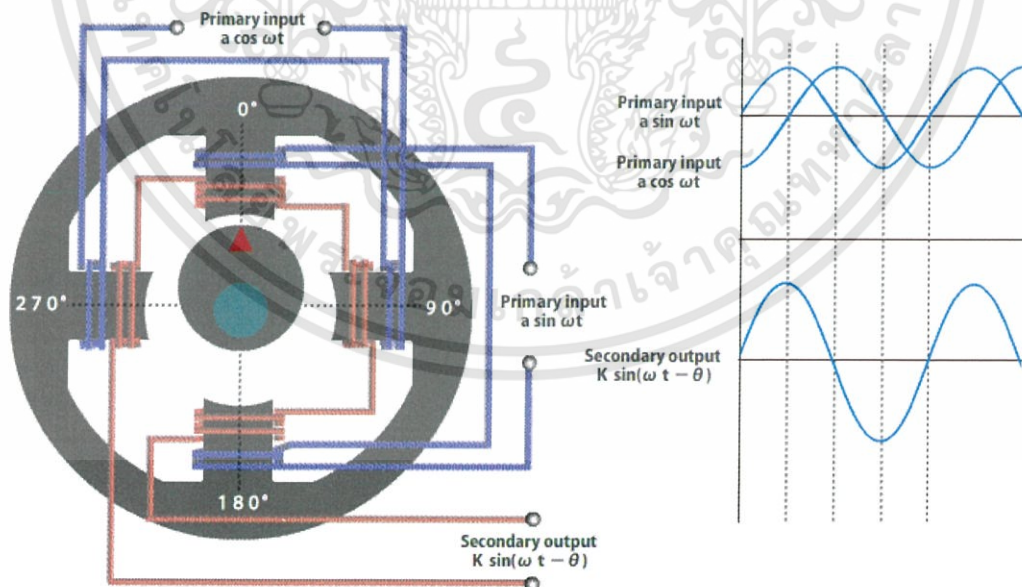 Primary input
a cos ωt
0°
270°
90°
180°
Primary input
a sin ωt
Secondary output
K sin(ω t − θ)
Primary input
a sin ωt
Primary input
a cos ωt
Secondary output
K sin(ω t − θ)